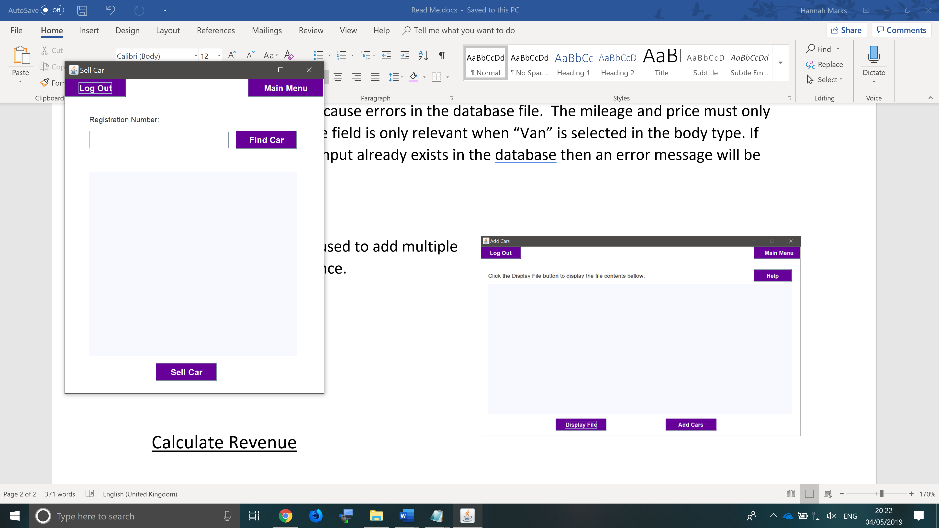 AutoSave Off
Read Me.docx - Saved to this PC
Hannah Marks
File Home Insert Design Layout References Mailings Review View Help Tell me what you want to do
Share Comments
Paste
Cut
Clipboard
Calibri (Body) 12
Paragraph
AaBbCcDd AaBbCcDd AaBbCc AaBbCcD AaBbCcD AaBbCcDd
¶ Normal ¶ No Spac... Heading 1 Heading 2 Title Subtitle Subtle Em...
Styles
Find
Replace
Select
Editing
Dictate
Voice
Sell Car
Log Out Main Menu
Registration Number:
Find Car
Sell Car
cause errors in the database file. The mileage and price must only
e field is only relevant when “Van” is selected in the body type. If
nput already exists in the database then an error message will be
used to add multiple
nce.
Add Cars
Log Out Main Menu
Click the Display File button to display the file contents bellow.
Help
Display File Add Cars
Calculate Revenue
Page 2 of 2 371 words English (United Kingdom) 170%
Type here to search
ENG
20:22
04/05/2019